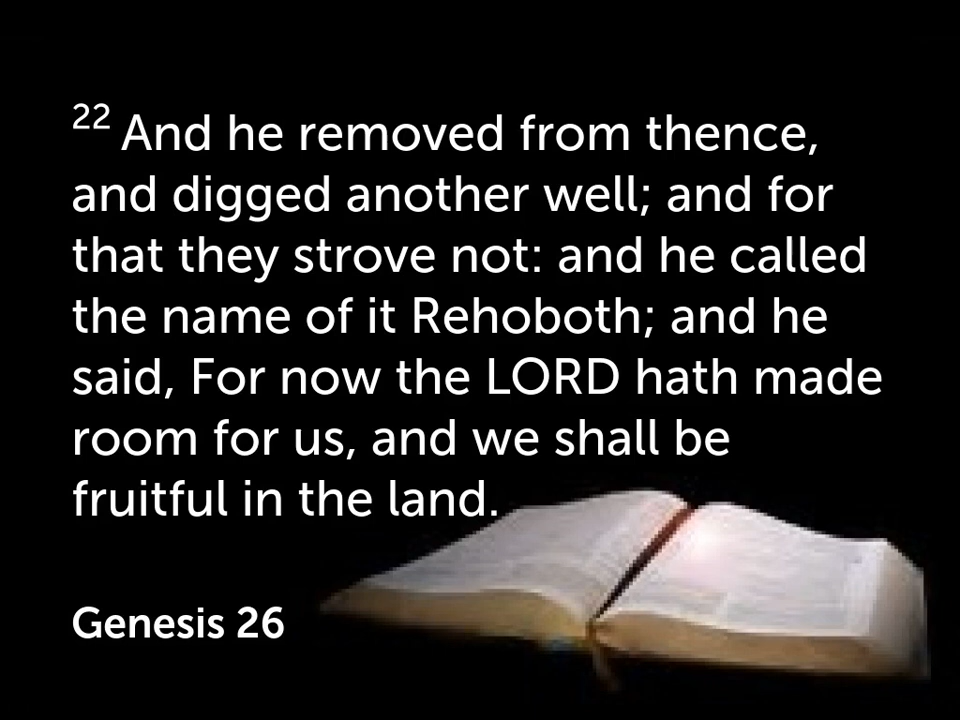 22 And he removed from thence,
and digged another well; and for
that they strove not: and he called
the name of it Rehoboth; and he
said, For now the LORD hath made
room for us, and we shall be
fruitful in the land.
Genesis 26